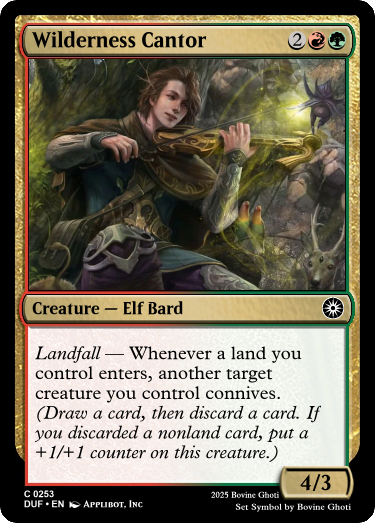 Wilderness Cantor 2
Creature — Elf Bard
Landfall — Whenever a land you
control enters, another target
creature you control connives.
(Draw a card, then discard a card. If
you discarded a nonland card, put a
+1/+1 counter on this creature.)
4/3
C 0253
DUF • EN Applibot, Inc
2025 Bovine Ghoti
Set Symbol by Bovine Ghoti